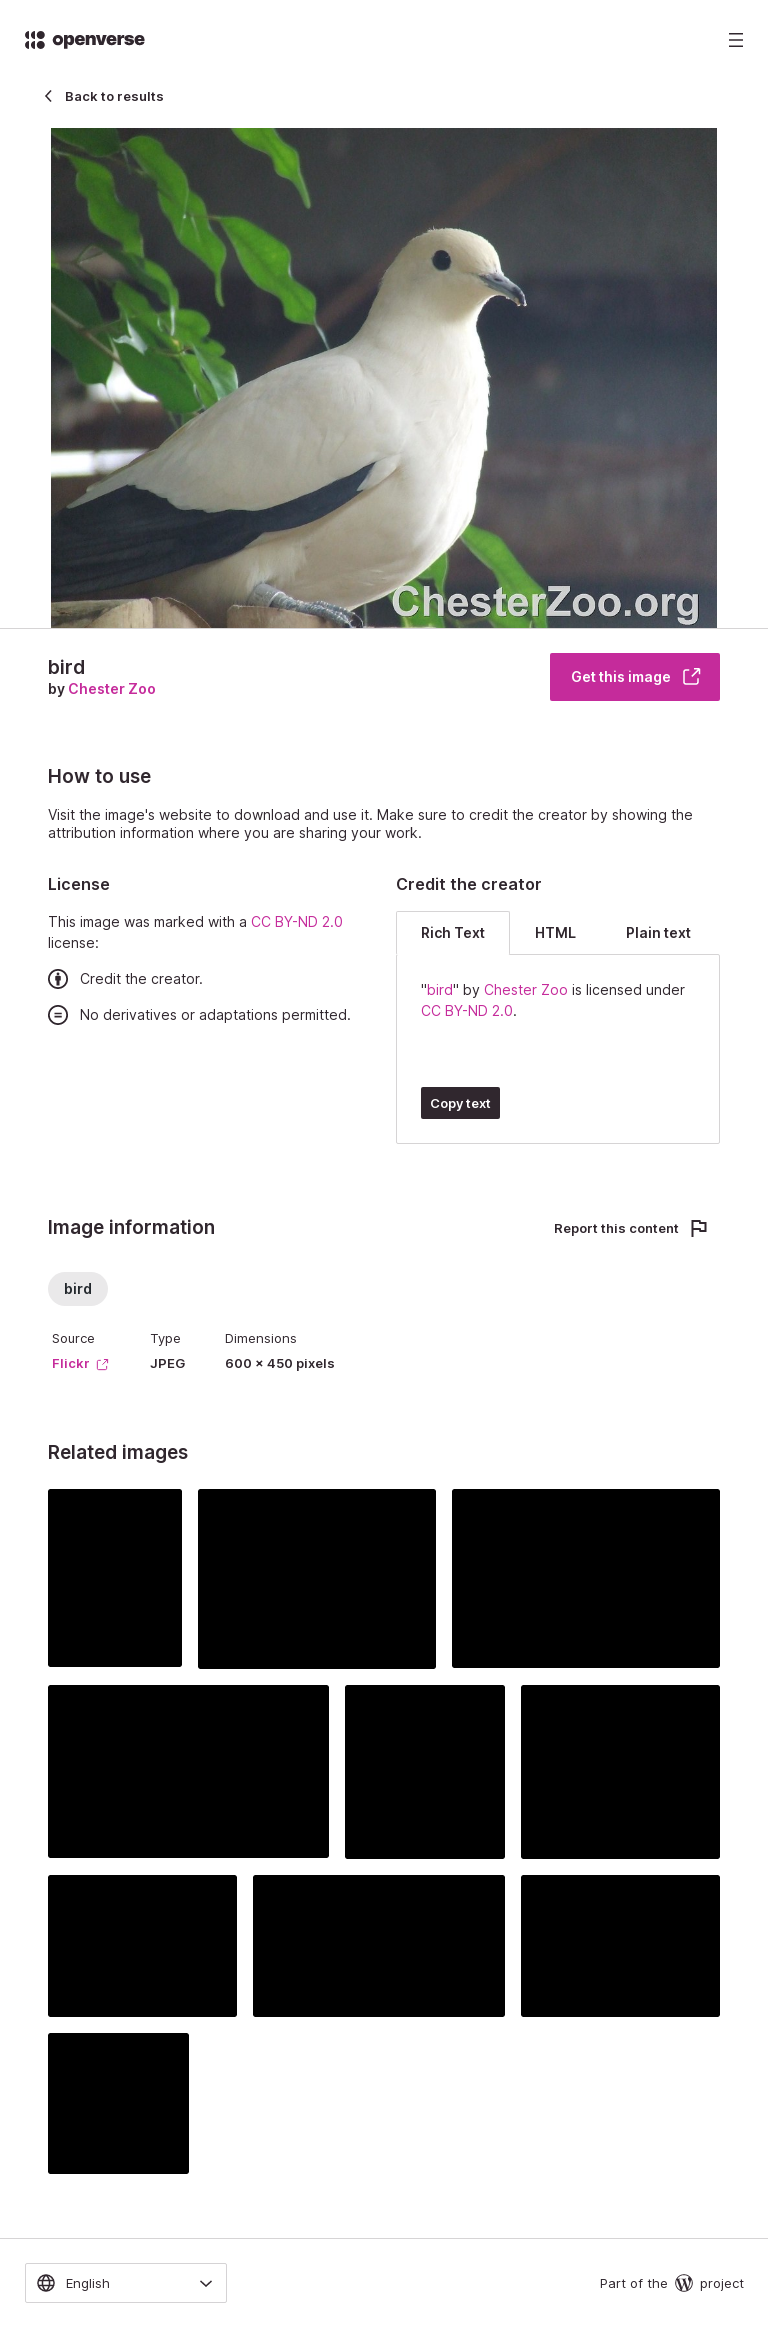 openverse
Back to results
ChesterZoo.org
bird
by Chester Zoo
Get this image
How to use
Visit the image's website to download and use it. Make sure to credit the creator by showing the
attribution information where you are sharing your work.
License
This image was marked with a CC BY-ND 2.0
license:
Credit the creator.
No derivatives or adaptations permitted.
Credit the creator
Rich Text HTML Plain text
"bird" by Chester Zoo is licensed under
CC BY-ND 2.0.
Copy text
Image information
Report this content
bird
Source Type Dimensions
Flickr JPEG 600 × 450 pixels
Related images
English
Part of the project